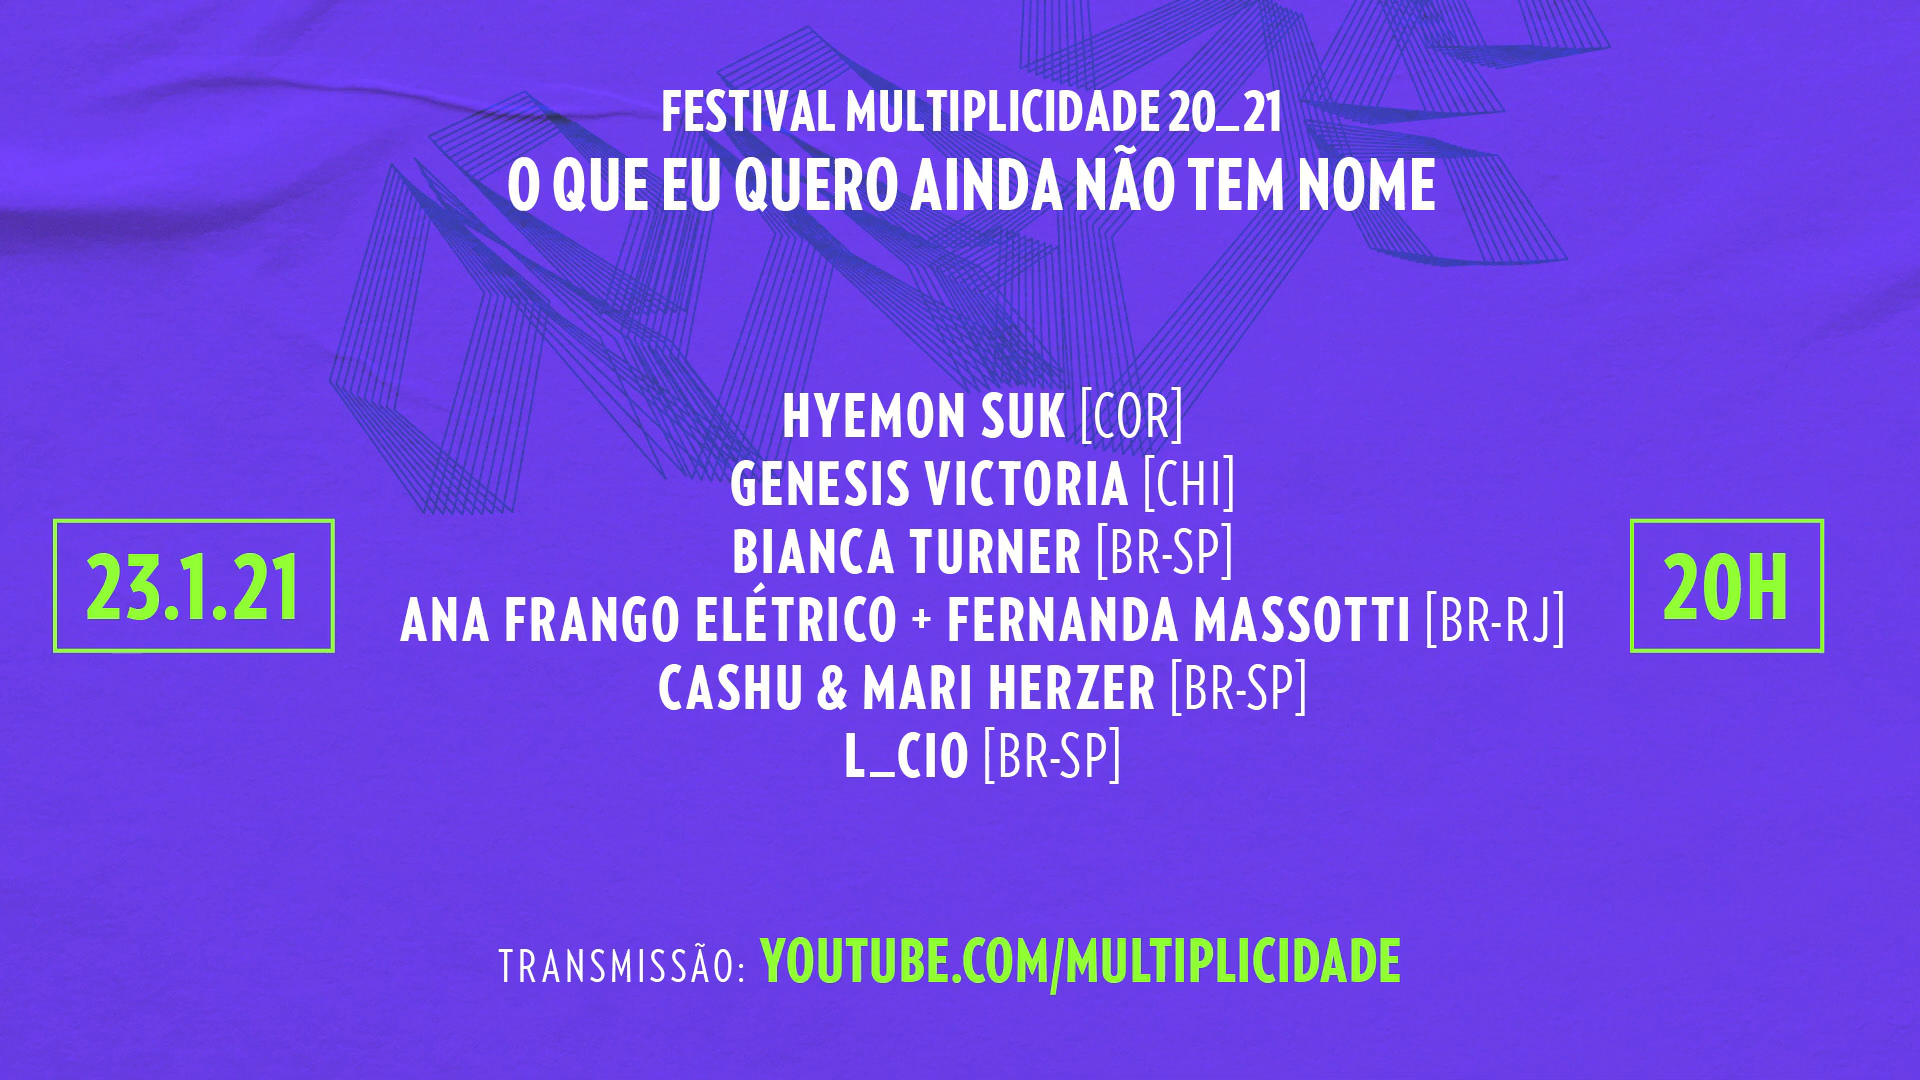 FESTIVAL MULTIPLICIDADE 20_21
O QUE EU QUERO AINDA NÃO TEM NOME
HYEMON SUK [COR]
GENESIS VICTORIA [CHI]
BIANCA TURNER [BR-SP]
ANA FRANGO ELÉTRICO + FERNANDA MASSOTTI [BR-RJ]
CASHU & MARI HERZER [BR-SP]
L_CIO [BR-SP]
23.1.21
20H
TRANSMISSÃO: YOUTUBE.COM/MULTIPLICIDADE